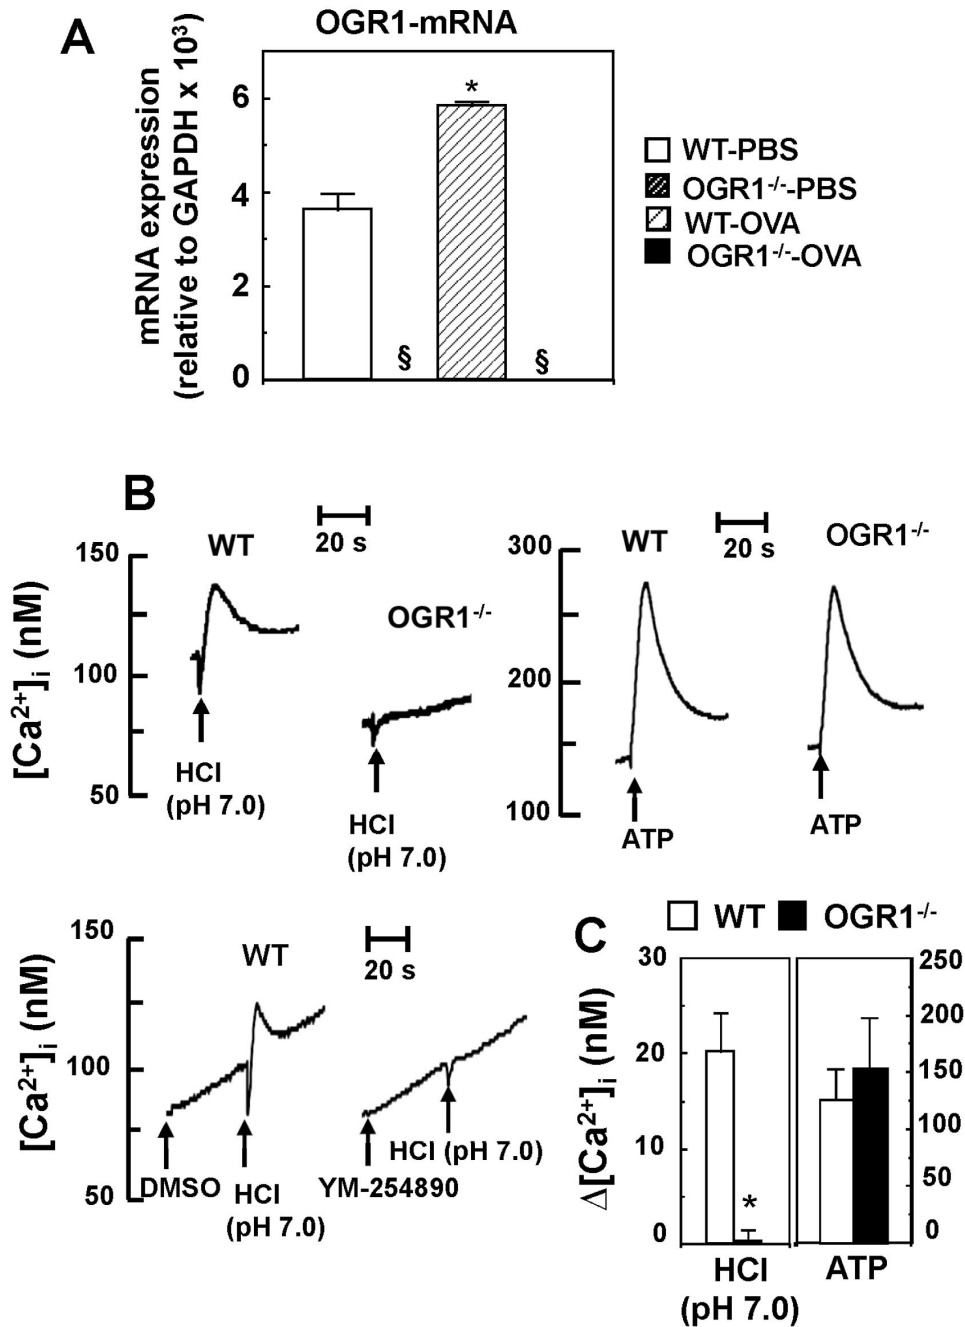 A
OGR1-mRNA
mRNA expression
(relative to GAPDH x 10³)
6
4
2
0
*
§
§
WT-PBS
OGR1⁻/⁻-PBS
WT-OVA
OGR1⁻/⁻-OVA
B
[Ca²⁺]ᵢ (nM)
150
100
50
WT
20 s
OGR1⁻/⁻
HCl
(pH 7.0)
HCl
(pH 7.0)
300
200
100
WT
20 s
OGR1⁻/⁻
ATP
ATP
[Ca²⁺]ᵢ (nM)
150
100
50
WT
20 s
DMSO
HCl
(pH 7.0)
YM-254890
HCl (pH 7.0)
C
WT
OGR1⁻/⁻
Δ[Ca²⁺]ᵢ (nM)
30
20
10
0
*
250
200
150
100
50
0
HCl
(pH 7.0)
ATP